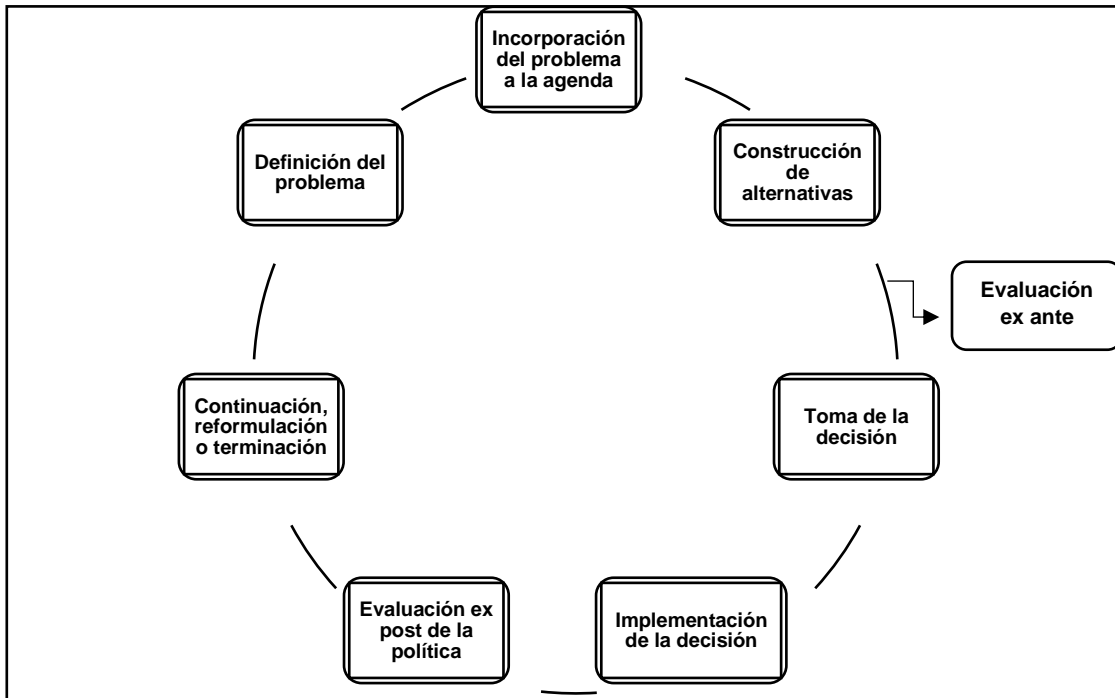 Incorporación
del problema
a la agenda
Construcción
de
alternativas
Evaluación
ex ante
Toma de la
decisión
Implementación
de la decisión
Evaluación ex
post de la
política
Continuación,
reformulación
o terminación
Definición del
problema